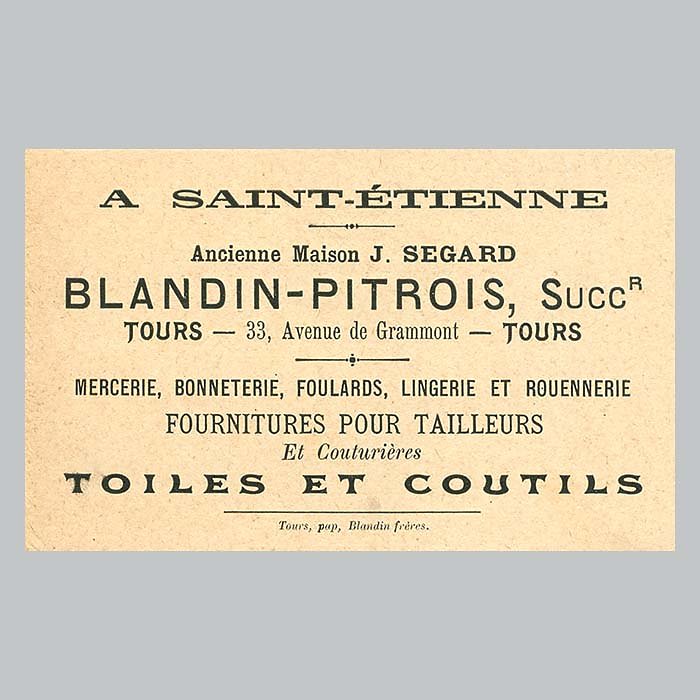 A SAINT-ÉTIENNE
Ancienne Maison J. SEGARD
BLANDIN-PITROIS, SUCCR
TOURS — 33, Avenue de Grammont — TOURS
MERCERIE, BONNETERIE, FOULARDS, LINGERIE ET ROUENNERIE
FOURNITURES POUR TAILLEURS
Et Couturières
TOILES ET COUTILS
Tours, pap, Blandin frères.